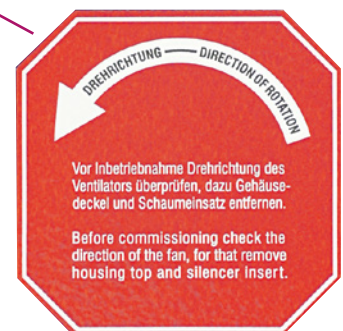 DREHRICHTUNG — DIRECTION OF ROTATION
Vor Inbetriebnahme Drehrichtung des
Ventilators überprüfen, dazu Gehäuse-
deckel und Schaumeinsatz entfernen.
Before commissioning check the
direction of the fan, for that remove
housing top and silencer insert.